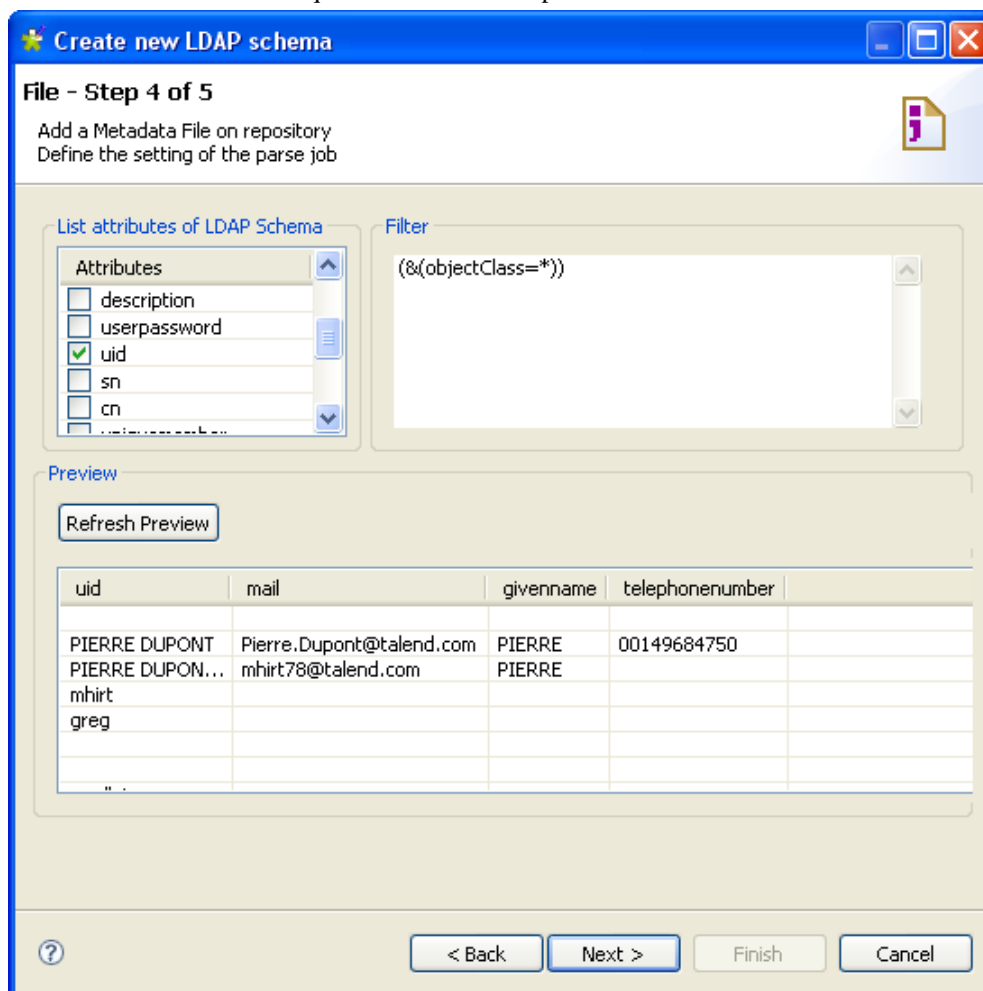 Create new LDAP schema
File - Step 4 of 5
Add a Metadata File on repository
Define the setting of the parse job
List attributes of LDAP Schema
Filter
Attributes
(&(objectClass=*))
description
userpassword
uid
sn
cn
Preview
Refresh Preview
uid mail givenname telephonenumber
PIERRE DUPONT Pierre.Dupont@talend.com PIERRE 00149684750
PIERRE DUPON... mhirt78@talend.com PIERRE
mhirt
greg
?
< Back Next > Finish Cancel